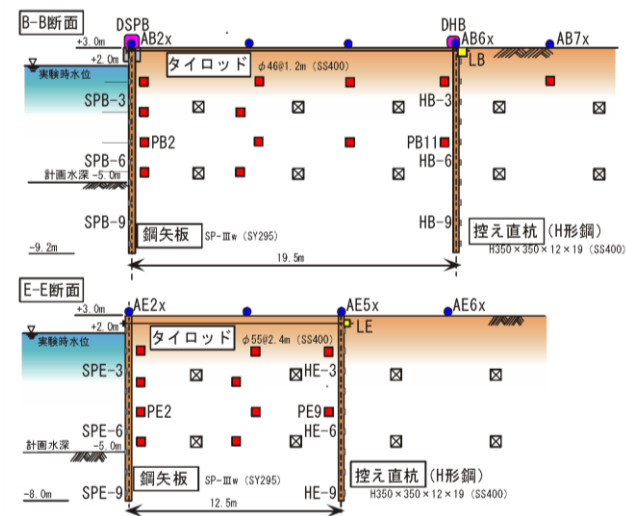 B-B断面
DSPB
AB2x
DHB
AB6x
AB7x
+3.0m
+2.0m
実験時水位
タイロッド φ46@1.2m (SS400)
LB
SPB-3
HB-3
PB2
PB11
SPB-6
HB-6
計画水深 -5.0m
SPB-9
HB-9
鋼矢板 SP-Ⅲw (SY295)
控え直杭 (H形鋼)
H350×350×12×19 (SS400)
-9.2m
19.5m
E-E断面
+3.0m
AE2x
AE5x
AE6x
+2.0m
実験時水位
タイロッド φ55@2.4m (SS400)
LE
SPE-3
HE-3
PE2
PE9
SPE-6
HE-6
計画水深 -5.0m
鋼矢板 SP-Ⅲw (SY295)
控え直杭 (H形鋼)
H350×350×12×19 (SS400)
-8.0m
SPE-9
HE-9
12.5m